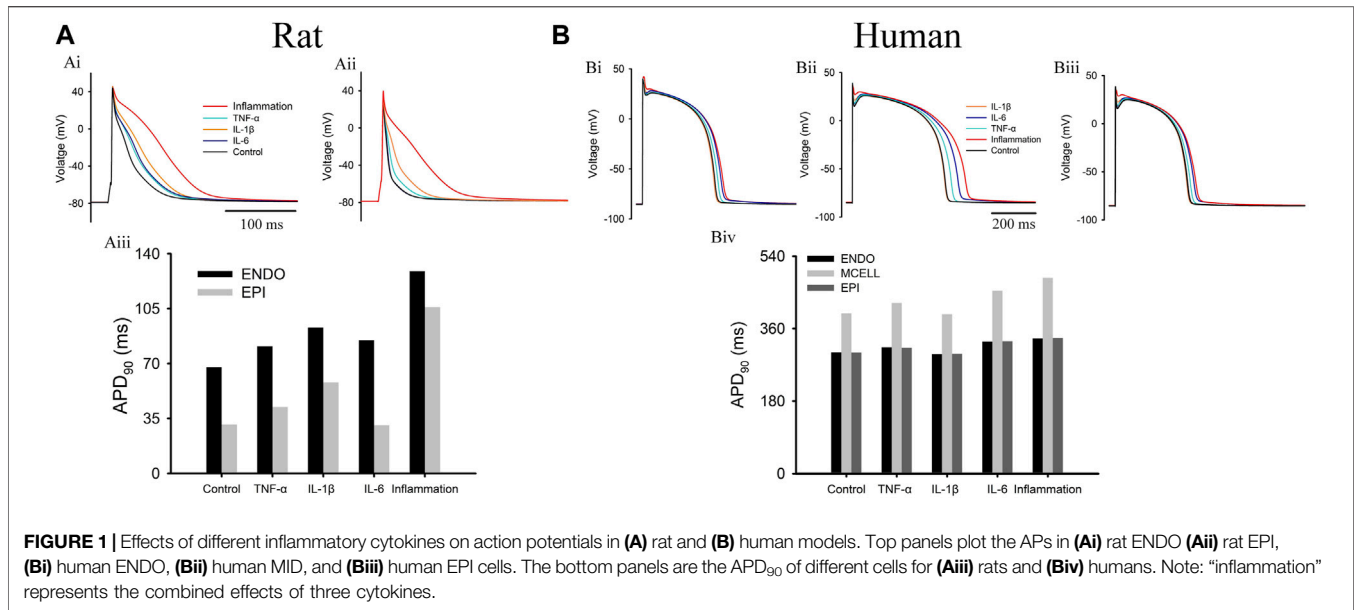 A Rat B Human
Ai
40
0
-40
-80
Volatge (mV)
Inflammation
TNF-α
IL-1β
IL-6
Control
100 ms
Aii
40
0
-40
-80
Voltage (mV)
Bi
50
0
-50
-100
Voltage (mV)
Bii
50
0
-50
-100
Voltage (mV)
IL-1β
IL-6
TNF-α
Inflammation
Control
200 ms
Biii
50
0
-50
-100
Voltage (mV)
Aiii
140
105
70
35
0
APD90 (ms)
ENDO
EPI
Control TNF-α IL-1β IL-6 Inflammation
Biv
540
360
180
0
APD90 (ms)
ENDO
MCELL
EPI
Control TNF-α IL-1β IL-6 Inflammation
FIGURE 1 | Effects of different inflammatory cytokines on action potentials in (A) rat and (B) human models. Top panels plot the APs in (Ai) rat ENDO (Aii) rat EPI,
(Bi) human ENDO, (Bii) human MID, and (Biii) human EPI cells. The bottom panels are the APD90 of different cells for (Aiii) rats and (Biv) humans. Note: “inflammation”
represents the combined effects of three cytokines.